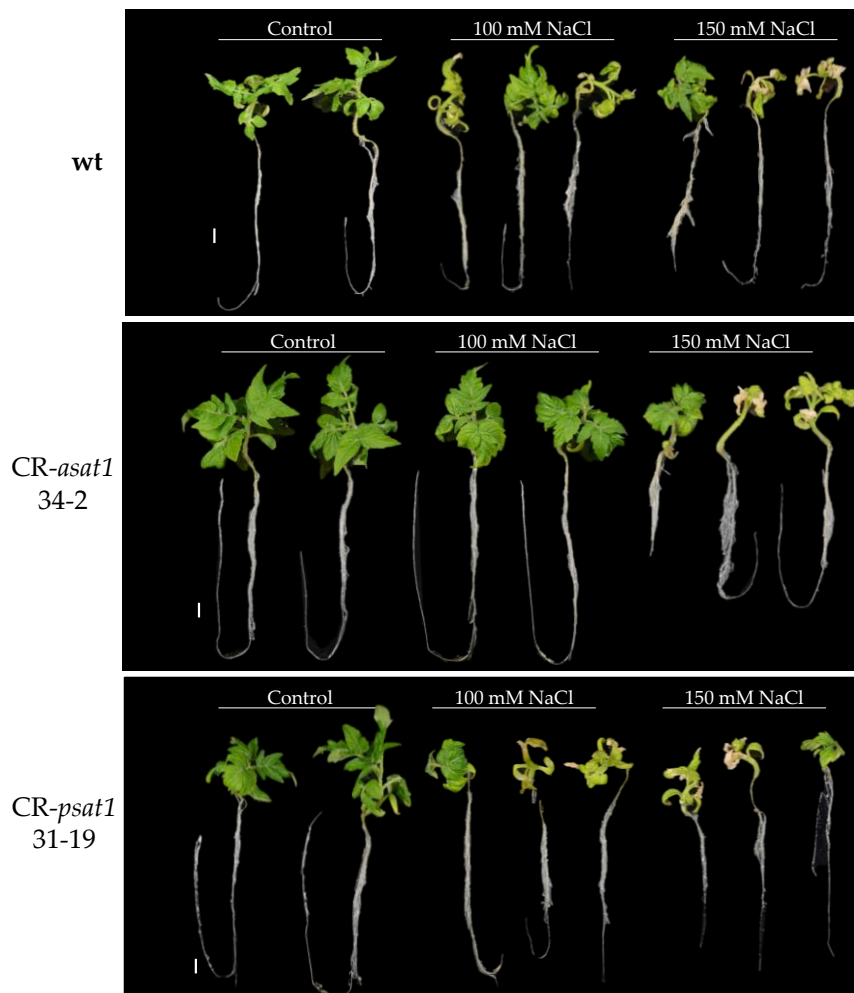 Control 100 mM NaCl 150 mM NaCl
wt
Control 100 mM NaCl 150 mM NaCl
CR-asat1
34-2
Control 100 mM NaCl 150 mM NaCl
CR-psat1
31-19